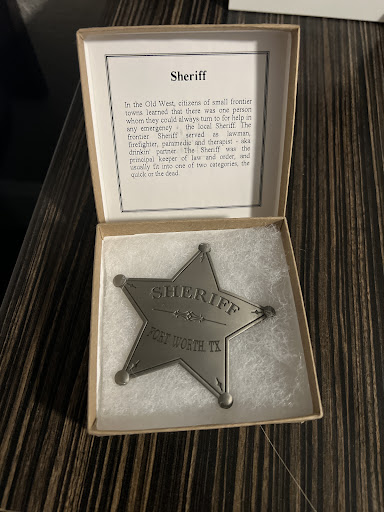 Sheriff
In the Old West, citizens of small frontier
towns learned that there was one person
whom they could always turn to for help in
any emergency - the local Sheriff. The
frontier Sheriff served as lawman,
firefighter, paramedic and therapist - aka
drinkin' partner. The Sheriff was the
principal keeper of law and order, and
usually fit into one of two categories, the
quick or the dead.
SHERIFF
FORT WORTH, TX